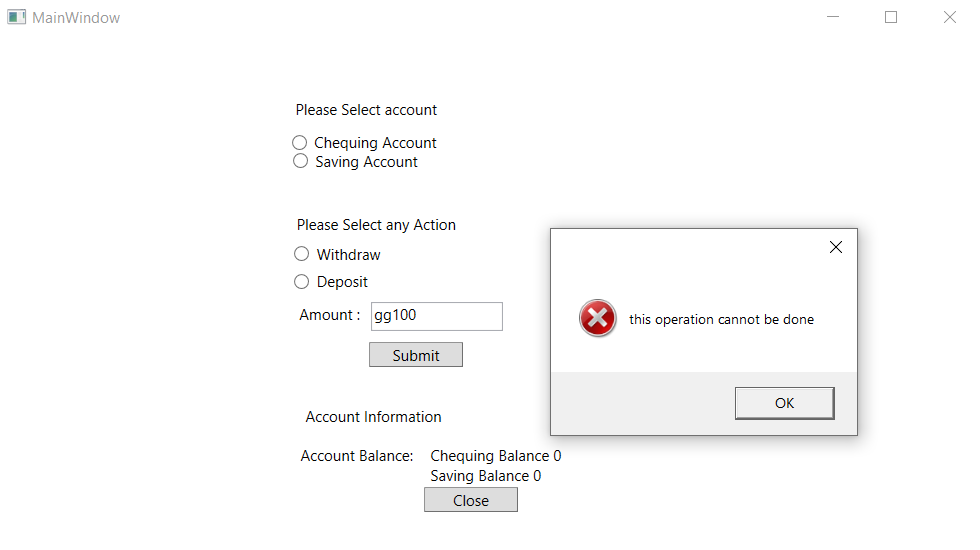 MainWindow
Please Select account
Chequing Account
Saving Account
Please Select any Action
Withdraw
Deposit
Amount : gg100
Submit
this operation cannot be done
OK
Account Information
Account Balance: Chequing Balance 0
Saving Balance 0
Close